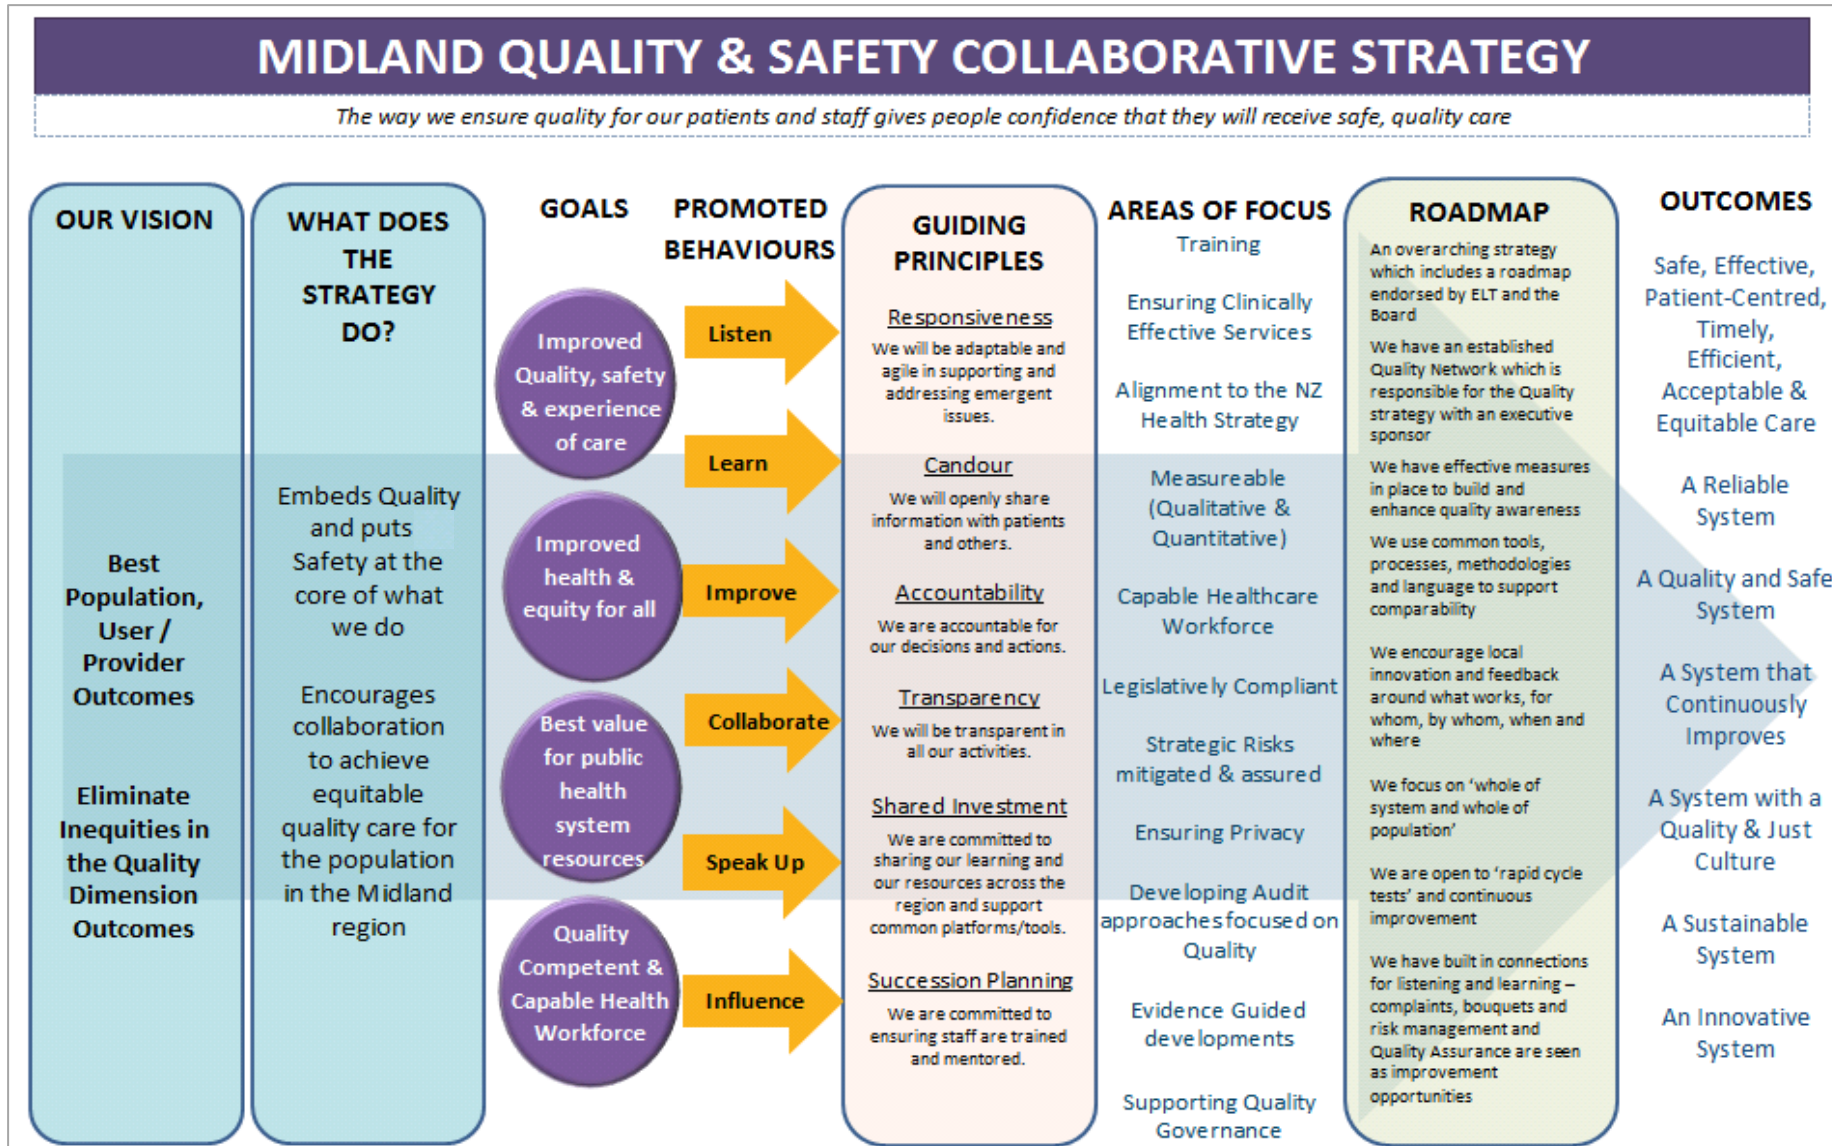 MIDLAND QUALITY & SAFETY COLLABORATIVE STRATEGY
The way we ensure quality for our patients and staff gives people confidence that they will receive safe, quality care
OUR VISION
Best
Population,
User /
Provider
Outcomes
Eliminate
Inequities in
the Quality
Dimension
Outcomes
WHAT DOES
THE
STRATEGY
DO?
Embeds Quality
and puts
Safety at the
core of what
we do
Encourages
collaboration
to achieve
equitable
quality care for
the population
in the Midland
region
GOALS
Improved
Quality, safety
& experience
of care
Improved
health &
equity for all
Best value
for public
health
system
resources
Quality
Competent &
Capable Health
Workforce
PROMOTED
BEHAVIOURS
Listen
Learn
Improve
Collaborate
Speak Up
Influence
GUIDING
PRINCIPLES
Responsiveness
We will be adaptable and
agile in supporting and
addressing emergent
issues.
Candour
We will openly share
information with patients
and others.
Accountability
We are accountable for
our decisions and actions.
Transparency
We will be transparent in
all our activities.
Shared Investment
We are committed to
sharing our learning and
our resources across the
region and support
common platforms/tools.
Succession Planning
We are committed to
ensuring staff are trained
and mentored.
AREAS OF FOCUS
Training
Ensuring Clinically
Effective Services
Alignment to the NZ
Health Strategy
Measureable
(Qualitative &
Quantitative)
Capable Healthcare
Workforce
Legislatively Compliant
Strategic Risks
mitigated & assured
Ensuring Privacy
Developing Audit
approaches focused on
Quality
Evidence Guided
developments
Supporting Quality
Governance
ROADMAP
An overarching strategy
which includes a roadmap
endorsed by ELT and the
Board
We have an established
Quality Network which is
responsible for the Quality
strategy with an executive
sponsor
We have effective measures
in place to build and
enhance quality awareness
We use common tools,
processes, methodologies
and language to support
comparability
We encourage local
innovation and feedback
around what works, for
whom, by whom, when and
where
We focus on ‘whole of
system and whole of
population’
We are open to ‘rapid cycle
tests’ and continuous
improvement
We have built in connections
for listening and learning –
complaints, bouquets and
risk management and
Quality Assurance are seen
as improvement
opportunities
OUTCOMES
Safe, Effective,
Patient-Centred,
Timely,
Efficient,
Acceptable &
Equitable Care
A Reliable
System
A Quality and Safe
System
A System that
Continuously
Improves
A System with a
Quality & Just
Culture
A Sustainable
System
An Innovative
System